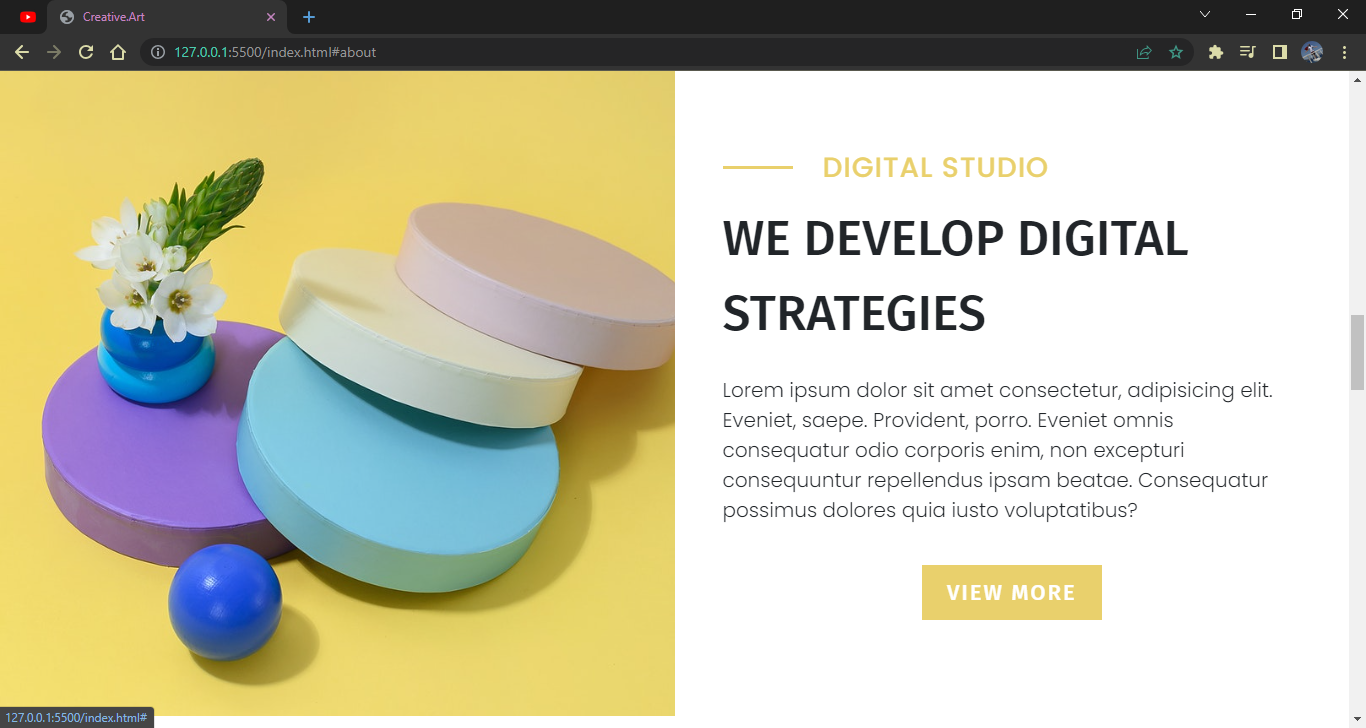 Creative.Art
127.0.0.1:5500/index.html#about
DIGITAL STUDIO
WE DEVELOP DIGITAL
STRATEGIES
Lorem ipsum dolor sit amet consectetur, adipisicing elit.
Eveniet, saepe. Provident, porro. Eveniet omnis
consequatur odio corporis enim, non excepturi
consequuntur repellendus ipsam beatae. Consequatur
possimus dolores quia iusto voluptatibus?
VIEW MORE
127.0.0.1:5500/index.html#